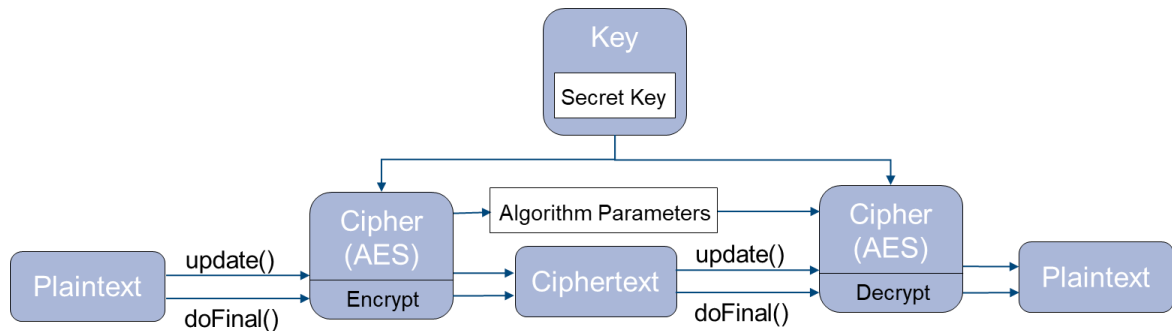 Key
Secret Key
Cipher
(AES)
Encrypt
Algorithm Parameters
Cipher
(AES)
Decrypt
Plaintext
update()
doFinal()
Ciphertext
update()
doFinal()
Plaintext